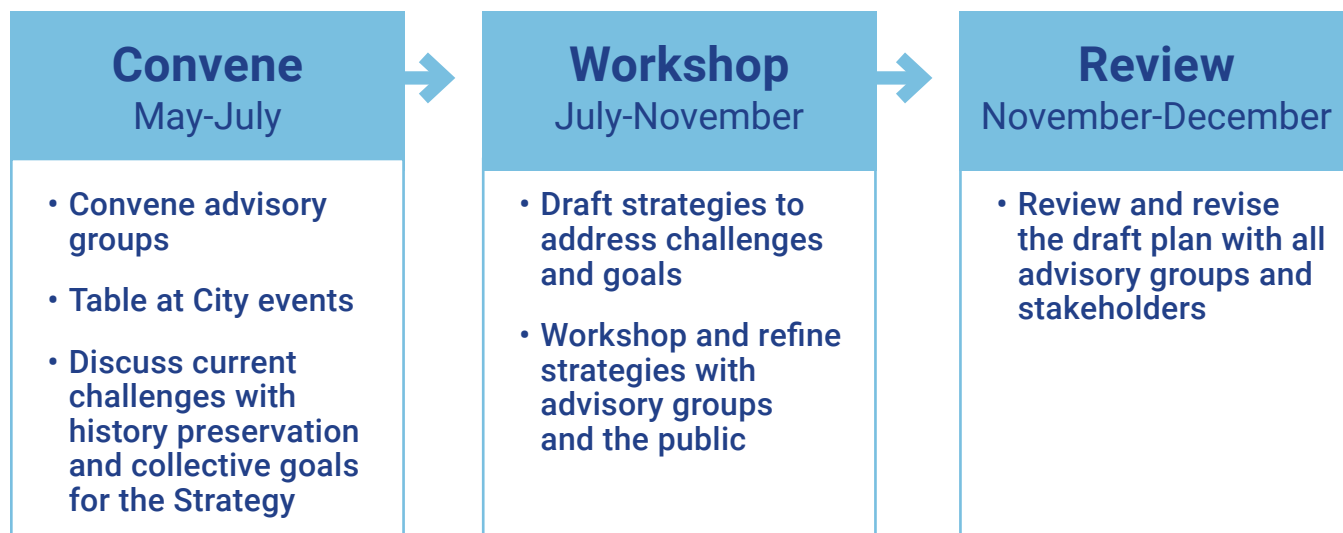 Convene
May-July
• Convene advisory
groups
• Table at City events
• Discuss current
challenges with
history preservation
and collective goals
for the Strategy
Workshop
July-November
• Draft strategies to
address challenges
and goals
• Workshop and refine
strategies with
advisory groups
and the public
Review
November-December
• Review and revise
the draft plan with all
advisory groups and
stakeholders